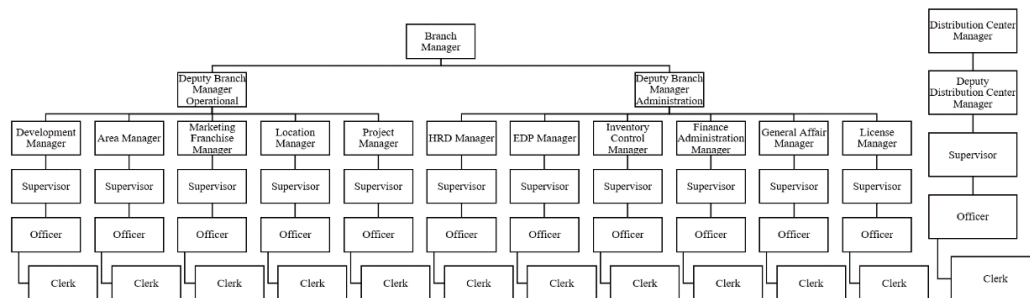 Branch
Manager
Distribution Center
Manager
Deputy Branch
Manager
Operational
Deputy Branch
Manager
Administration
Deputy
Distribution Center
Manager
Development
Manager
Area Manager
Marketing
Franchise
Manager
Location
Manager
Project
Manager
HRD Manager
EDP Manager
Inventory
Control
Manager
Finance
Administration
Manager
General Affair
Manager
License
Manager
Supervisor
Supervisor
Supervisor
Supervisor
Supervisor
Supervisor
Supervisor
Supervisor
Supervisor
Supervisor
Supervisor
Supervisor
Officer
Officer
Officer
Officer
Officer
Officer
Officer
Officer
Officer
Officer
Officer
Officer
Clerk
Clerk
Clerk
Clerk
Clerk
Clerk
Clerk
Clerk
Clerk
Clerk
Clerk
Clerk